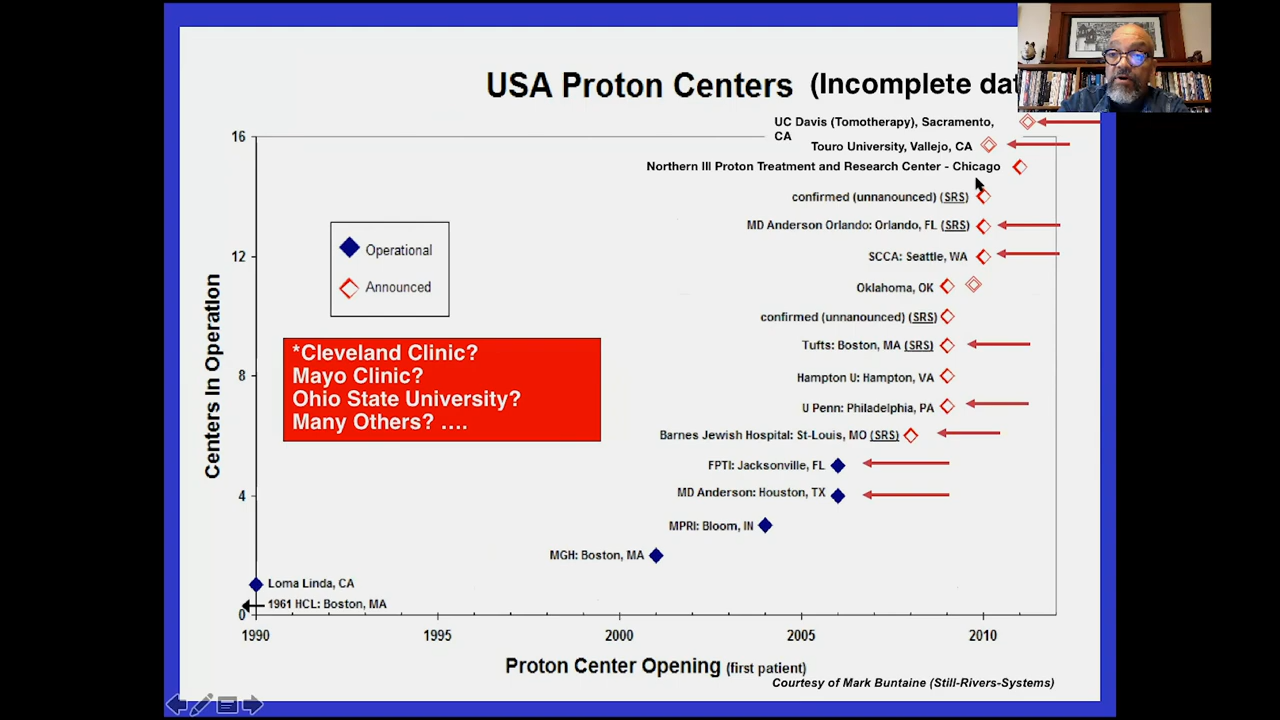 USA Proton Centers (Incomplete dat
UC Davis (Tomotherapy), Sacramento,
CA
Touro University, Vallejo, CA
Northern Ill Proton Treatment and Research Center - Chicago
confirmed (unnanounced) (SRS)
MD Anderson Orlando: Orlando, FL (SRS)
SCCA: Seattle, WA
Oklahoma, OK
confirmed (unnanounced) (SRS)
Tufts: Boston, MA (SRS)
Hampton U: Hampton, VA
U Penn: Philadelphia, PA
Barnes Jewish Hospital: St-Louis, MO (SRS)
FPTI: Jacksonville, FL
MD Anderson: Houston, TX
MPRI: Bloom, IN
MGH: Boston, MA
Loma Linda, CA
1961 HCL: Boston, MA
Operational
Announced
*Cleveland Clinic?
Mayo Clinic?
Ohio State University?
Many Others? ....
Centers In Operation
16
12
8
4
0
1990 1995 2000 2005 2010
Proton Center Opening (first patient)
Courtesy of Mark Buntaine (Still-Rivers-Systems)